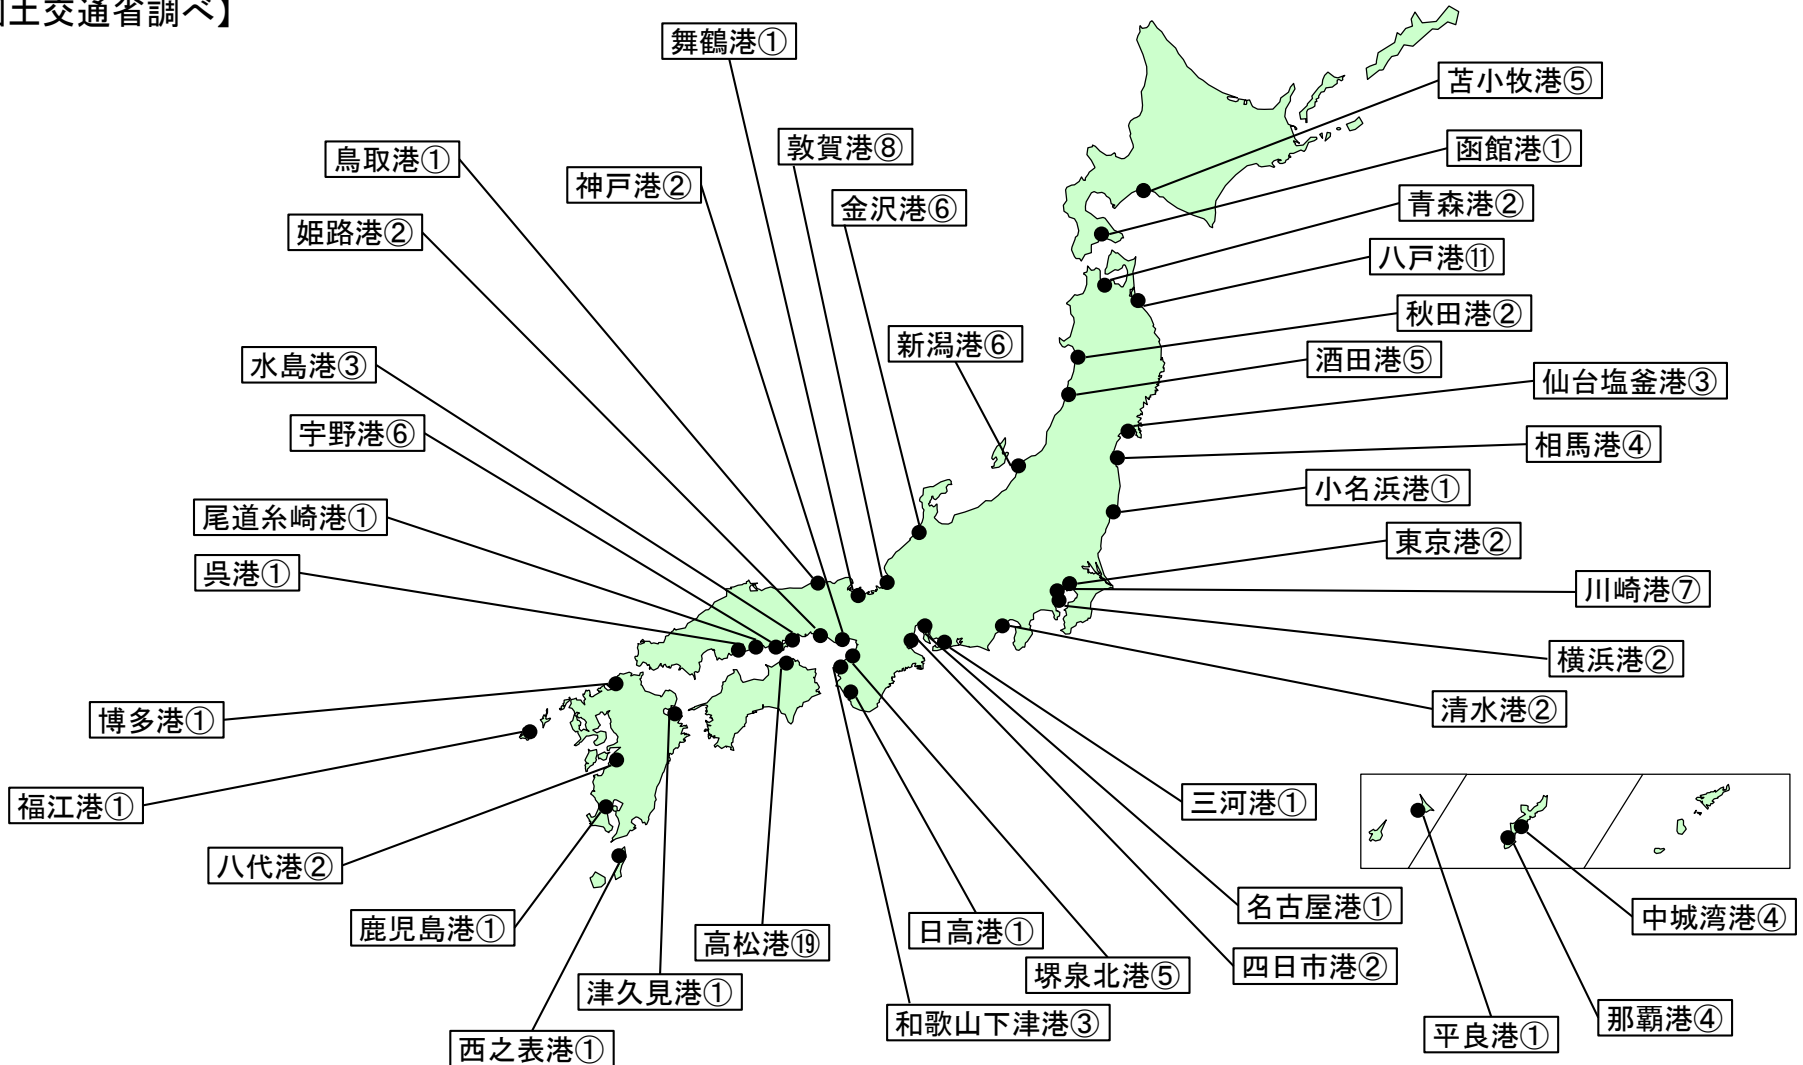 土交通省調べ】
舞鶴港①
苫小牧港⑤
敦賀港⑧
函館港①
鳥取港①
神戸港②
青森港②
金沢港⑥
姫路港②
八戸港⑪
秋田港②
新潟港⑥
酒田港⑤
水島港③
仙台塩釜港③
宇野港⑥
相馬港④
小名浜港①
尾道糸崎港①
東京港②
呉港①
川崎港⑦
横浜港②
清水港②
博多港①
三河港①
福江港①
八代港②
名古屋港①
中城湾港④
鹿児島港①
日高港①
高松港⑲
四日市港②
堺泉北港⑤
津久見港①
那覇港④
和歌山下津港③
平良港①
西之表港①